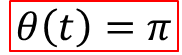 θ(t) = π